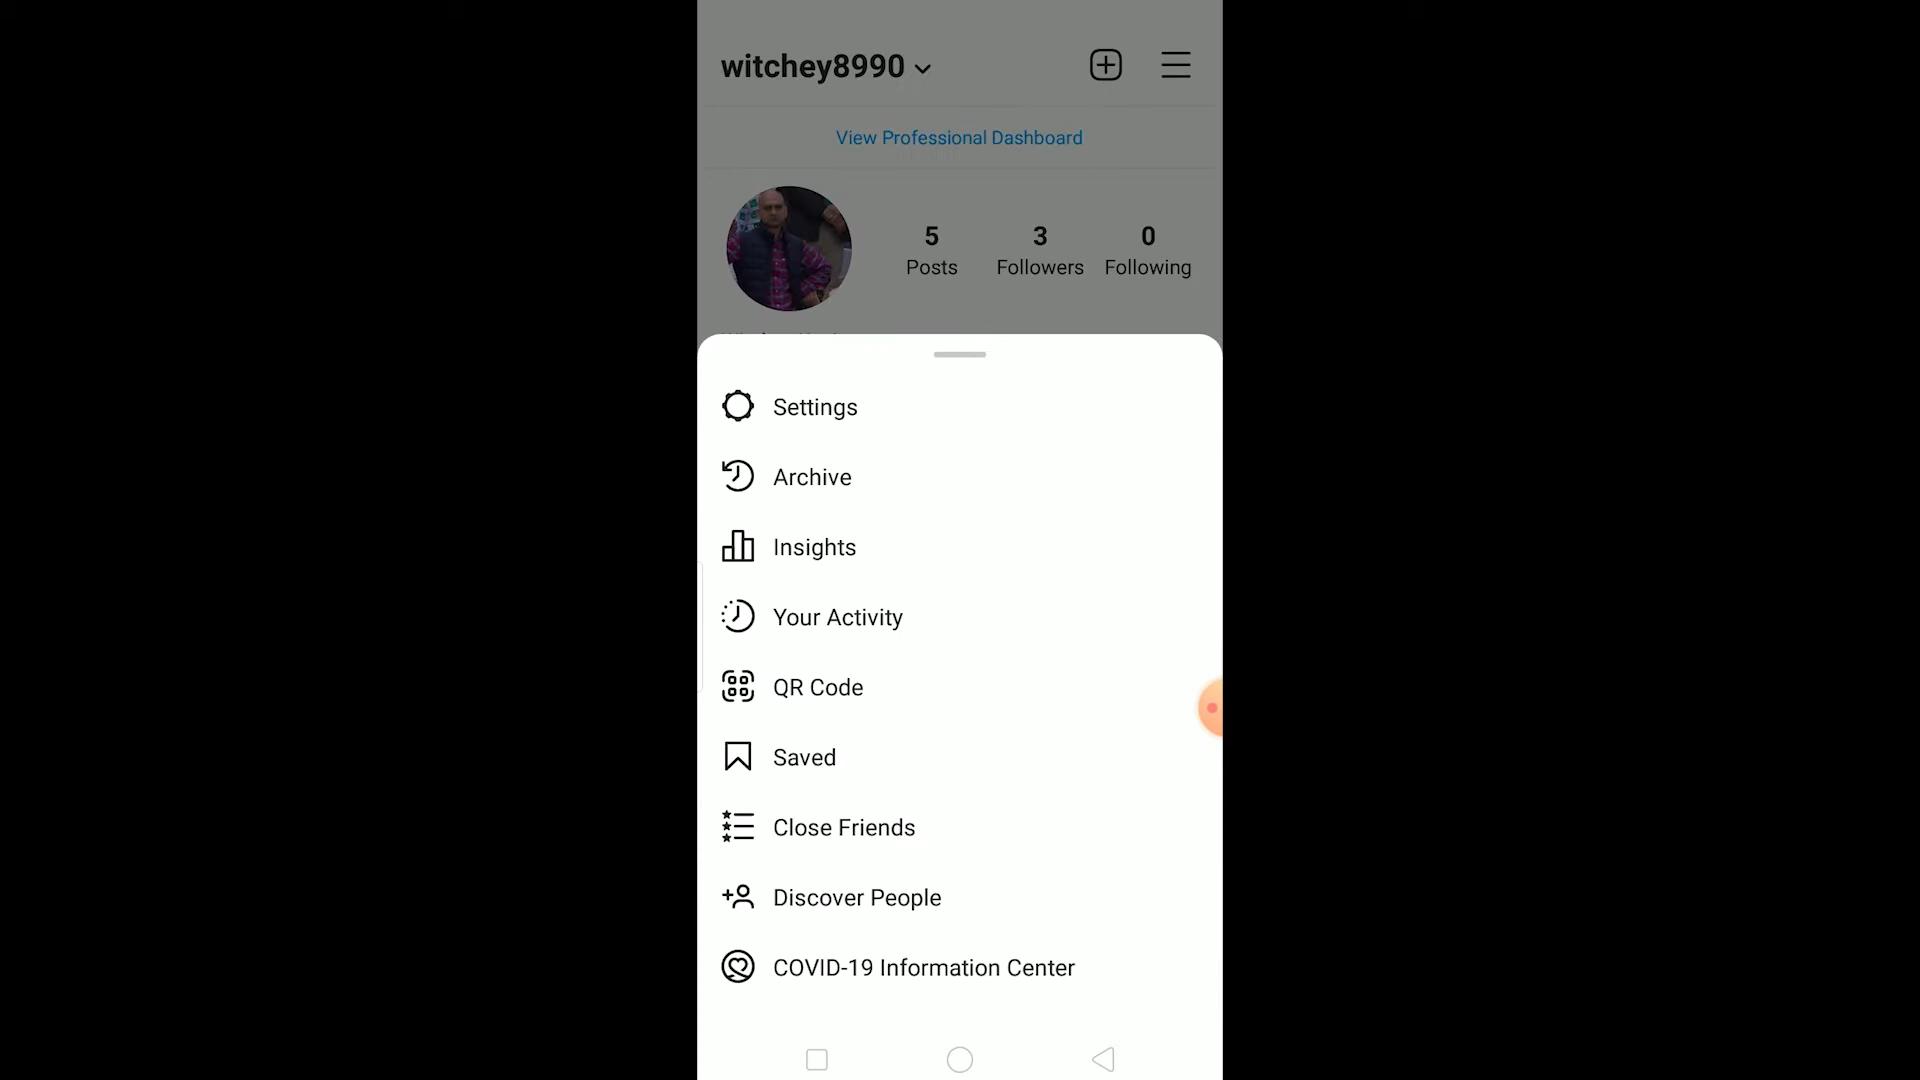 witchey8990
View Professional Dashboard
5 3 0
Posts Followers Following
Settings
Archive
Insights
Your Activity
QR Code
Saved
Close Friends
Discover People
COVID-19 Information Center